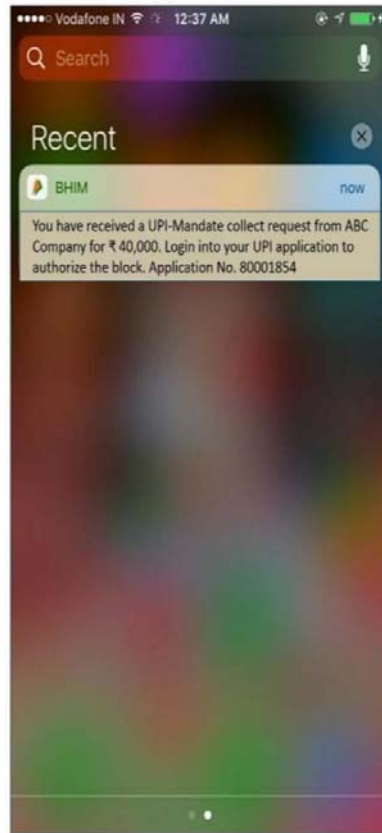 Vodafone IN 12:37 AM
Search
Recent
BHIM now
You have received a UPI-Mandate collect request from ABC
Company for ₹ 40,000. Login into your UPI application to
authorize the block. Application No. 80001854